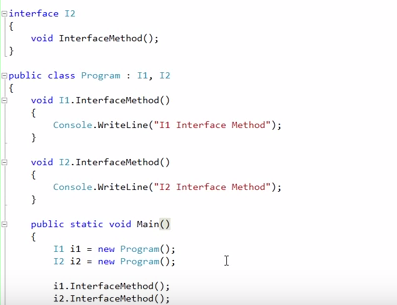 interface I2
{
    void InterfaceMethod();
}
public class Program : I1, I2
{
    void I1.InterfaceMethod()
    {
        Console.WriteLine("I1 Interface Method");
    }
    void I2.InterfaceMethod()
    {
        Console.WriteLine("I2 Interface Method");
    }
    public static void Main()
    {
        I1 i1 = new Program();
        I2 i2 = new Program();
        i1.InterfaceMethod();
        i2.InterfaceMethod();